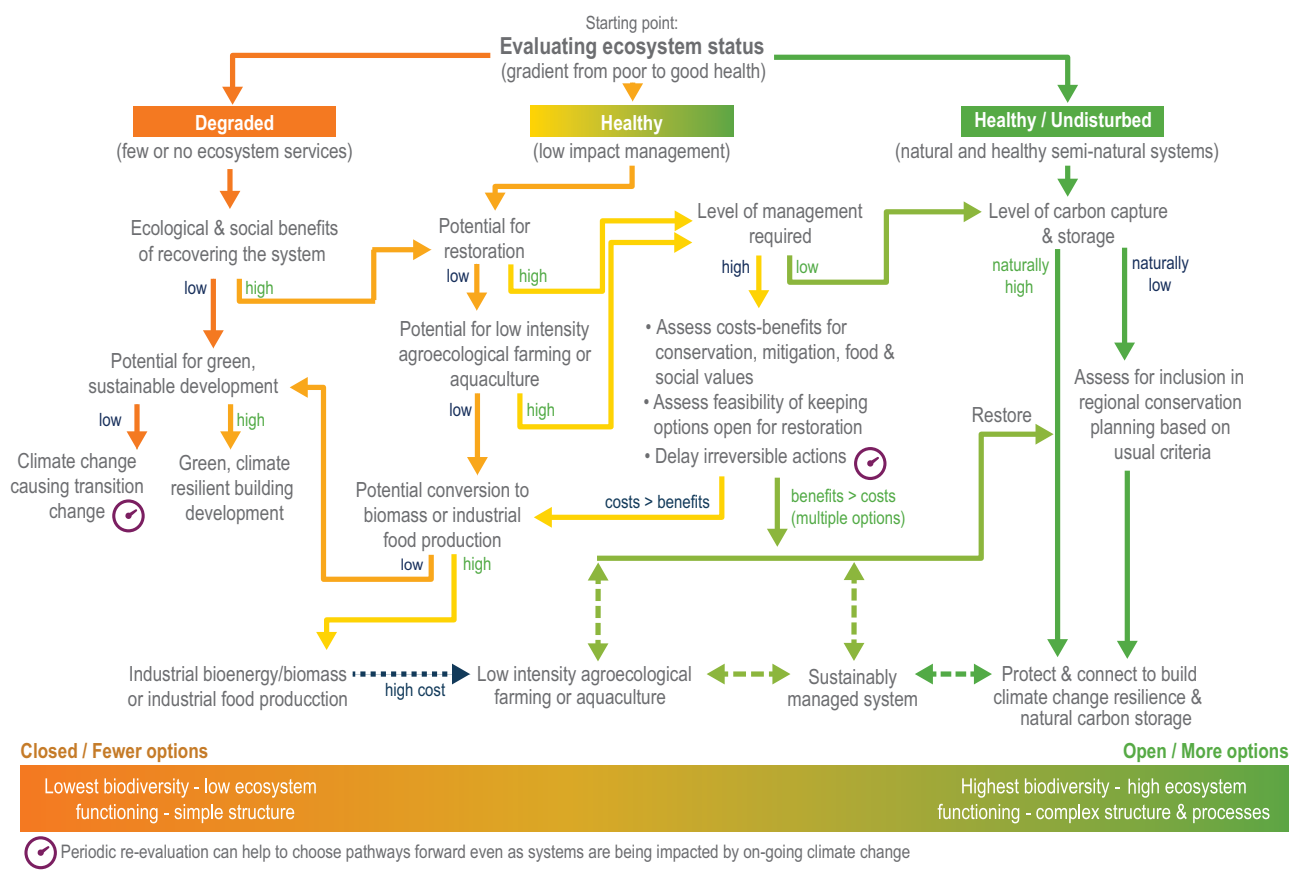 Starting point:
Evaluating ecosystem status
(gradient from poor to good health)
Degraded
(few or no ecosystem services)
Healthy
(low impact management)
Healthy / Undisturbed
(natural and healthy semi-natural systems)
Ecological & social benefits
of recovering the system
low
high
Potential for
restoration
low
high
Level of management
required
high
low
Level of carbon capture
& storage
naturally
high
naturally
low
Potential for green,
sustainable development
low
high
Climate change
causing transition
change
Green, climate
resilient building
development
Potential for low intensity
agroecological farming or
aquaculture
low
high
• Assess costs-benefits for
conservation, mitigation, food &
social values
• Assess feasibility of keeping
options open for restoration
• Delay irreversible actions
costs > benefits
benefits > costs
(multiple options)
Restore
Assess for inclusion in
regional conservation
planning based on
usual criteria
Potential conversion to
biomass or industrial
food production
low
high
Industrial bioenergy/biomass
or industrial food production
high cost
Low intensity agroecological
farming or aquaculture
Sustainably
managed system
Protect & connect to build
climate change resilience &
natural carbon storage
Closed / Fewer options
Open / More options
Lowest biodiversity - low ecosystem
functioning - simple structure
Highest biodiversity - high ecosystem
functioning - complex structure & processes
Periodic re-evaluation can help to choose pathways forward even as systems are being impacted by on-going climate change